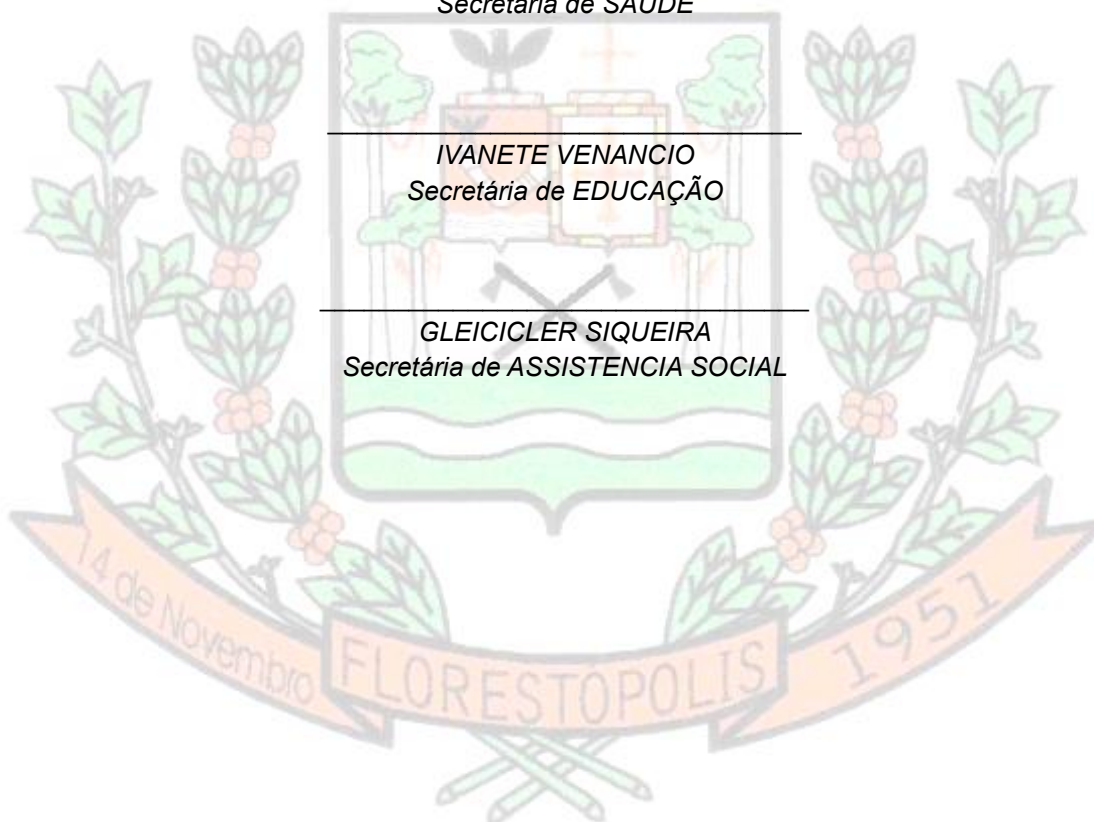 Secretária de SAÚDE
IVANETE VENANCIO
Secretária de EDUCAÇÃO
GLEICICLER SIQUEIRA
Secretária de ASSISTENCIA SOCIAL
14 de Novembro
FLORESTÓPOLIS
1951